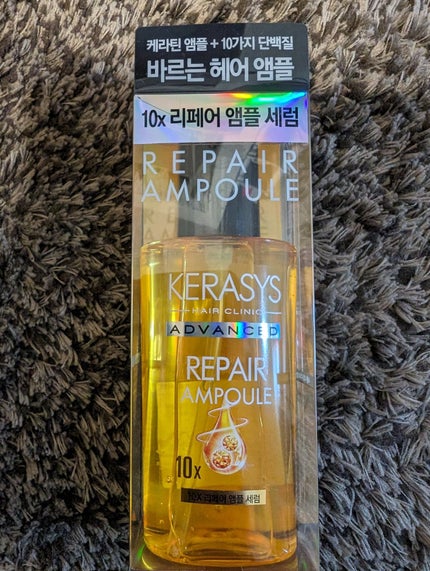 케라틴 앰플 + 10가지 단백질
바르는 헤어 앰플
10x 리페어 앰플 세럼
REPAIR
AMPOULE
KERASYS
HAIR CLINIC
ADVANCED
REPAIR
AMPOULE
10x
10X 리페어 앰플 세럼